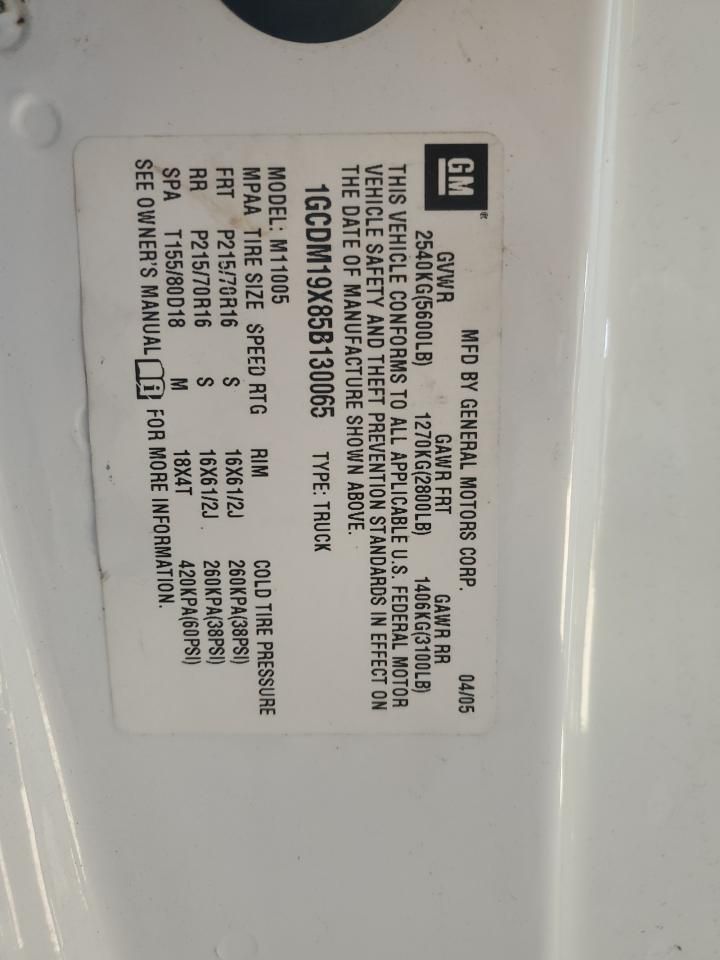 GM®
MFD BY GENERAL MOTORS CORP. 04/05
GVWR GAWR FRT GAWR RR
2540KG(5600LB) 1270KG(2800LB) 1406KG(3100LB)
THIS VEHICLE CONFORMS TO ALL APPLICABLE U.S. FEDERAL MOTOR
VEHICLE SAFETY AND THEFT PREVENTION STANDARDS IN EFFECT ON
THE DATE OF MANUFACTURE SHOWN ABOVE.
1GCDM19X85B130065 TYPE: TRUCK
MODEL: M11005
MPAA TIRE SIZE SPEED RTG RIM COLD TIRE PRESSURE
FRT P215/70R16 S 16X61/2J 260KPA(38PSI)
RR P215/70R16 S 16X61/2J 260KPA(38PSI)
SPA T155/80D18 M 18X4T 420KPA(60PSI)
SEE OWNER'S MANUAL i FOR MORE INFORMATION.